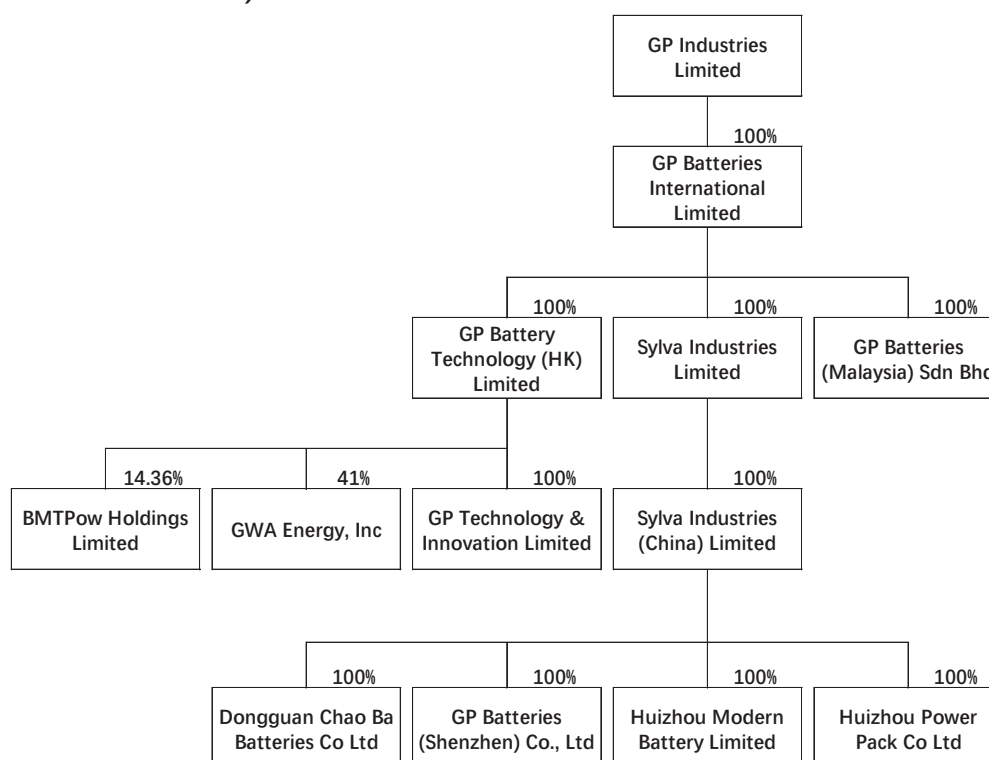 GP Industries
Limited
100%
GP Batteries
International
Limited
100%
100%
100%
GP Battery
Technology (HK)
Limited
Sylva Industries
Limited
GP Batteries
(Malaysia) Sdn Bhd
14.36%
41%
100%
100%
BMTPow Holdings
Limited
GWA Energy, Inc
GP Technology &
Innovation Limited
Sylva Industries
(China) Limited
100%
100%
100%
100%
Dongguan Chao Ba
Batteries Co Ltd
GP Batteries
(Shenzhen) Co., Ltd
Huizhou Modern
Battery Limited
Huizhou Power
Pack Co Ltd